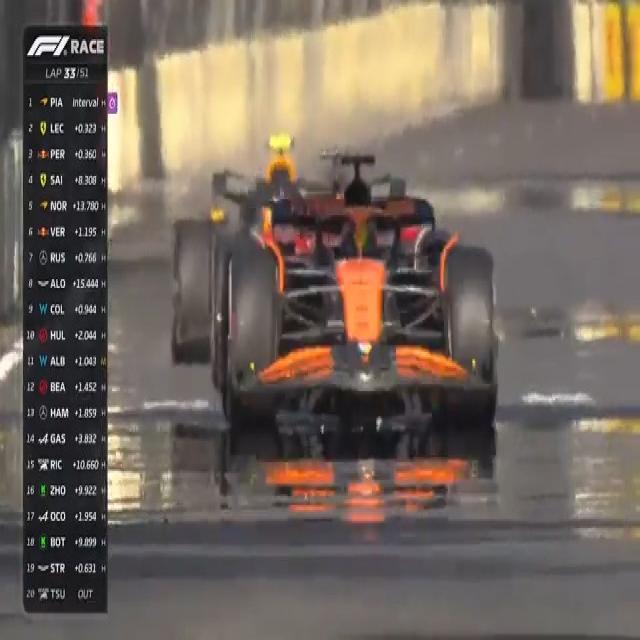 F1 RACE
LAP 33/51
1 PIA Interval H
2 LEC +0.323 H
3 PER +0.360 H
4 SAI +8.308 H
5 NOR +13.780 H
6 VER +1.195 H
7 RUS +0.766 H
8 ALO +15.444 H
9 COL +0.944 H
10 HUL +2.044 H
11 ALB +1.043 M
12 BEA +1.452 H
13 HAM +1.859 H
14 GAS +3.832 H
15 RIC +10.660 H
16 ZHO +9.922 H
17 OCO +1.954 H
18 BOT +9.899 H
19 STR +0.631 H
20 TSU OUT